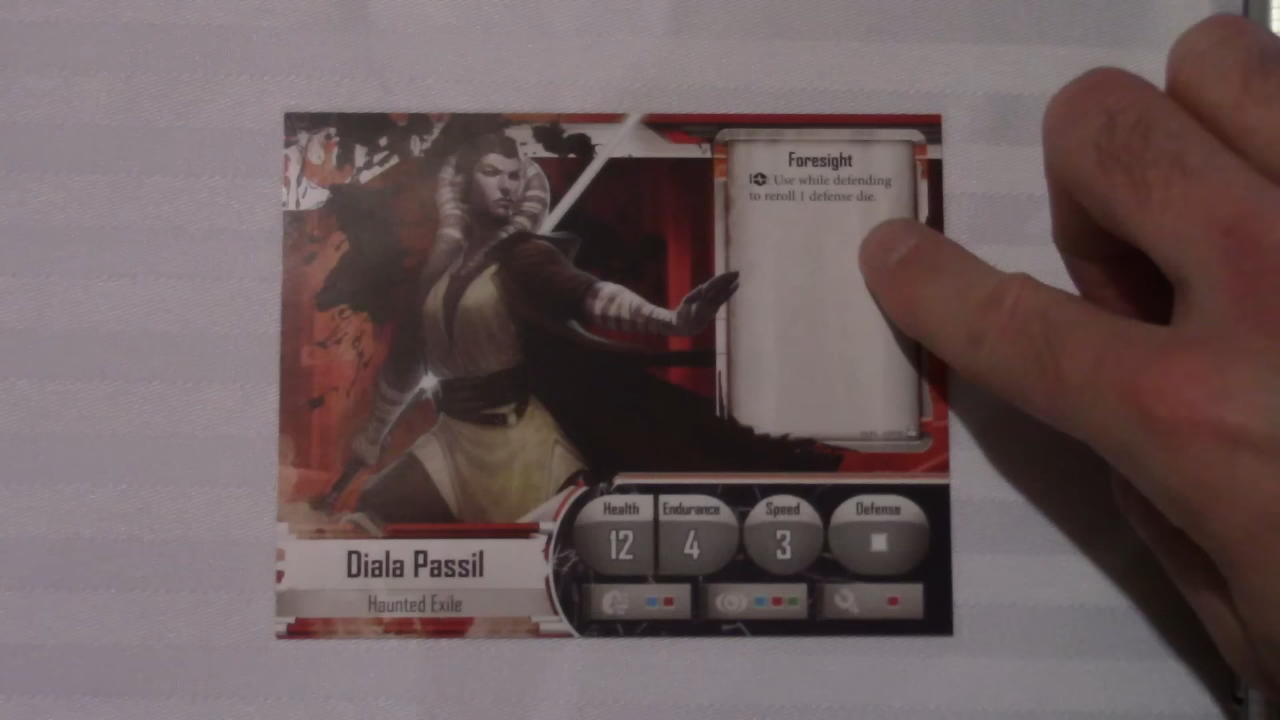 Foresight
1: Use while defending
to reroll 1 defense die.
Health
Endurance
Speed
Defense
12
4
3
Diala Passil
Haunted Exile